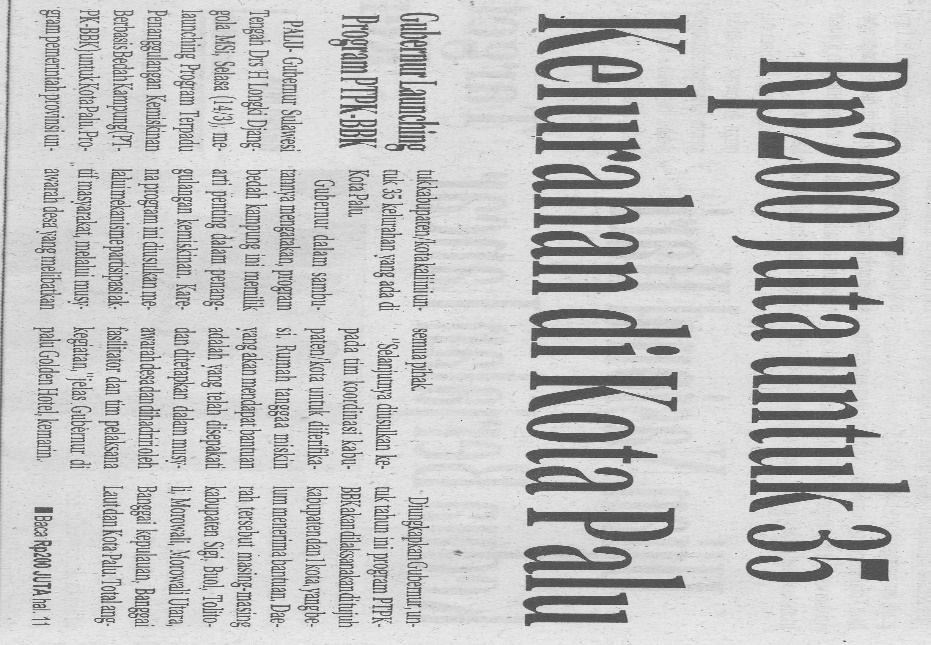 Rp200 Juta untuk 35
Kelurahan di Kota Palu
Gubernur Launching
Program PTPK-BBK
PALU- Gubernur Sulawesi
Tengah Drs H Longki Djang-
gola MSi, Selasa (14/3), me-
launching Program Terpadu
Penanggulangan Kemiskinan
Berbasis Bedah Kampung (PT-
PK-BBK) untuk Kota Palu. Pro-
gram pemerintah provinsi un-
tuk kabupaten/kota kali ini un-
tuk 35 kelurahan yang ada di
Kota Palu.
Gubernur dalam sambu-
tannya mengatakan, program
bedah kampung ini memilik
arti penting dalam penang-
gulangan kemiskinan. Kare-
na program ini diusulkan me-
lalui mekanisme partisipasi ak-
tif masyarakat, melalui musy-
awarah desa yang melibatkan
semua pihak.
"Selanjutnya diusulkan ke-
pada tim koordinasi kabu-
paten/kota untuk diferifika-
si. Rumah tanggaa miskin
yang akan mendapat bantuan
adalah yang telah disepakati
dan ditetapkan dalam musy-
awarah desa dan dihadiri oleh
fasilitator dan tim pelaksana
kegiatan, "jelas, Gubernur di
palu Golden Hotel, kemarin.
Diungkapkan Gubernur, un-
tuk tahun ini program PTPK-
BBK akan dilaksanakan ditujuh
kabupaten dan 1 kota, yang be-
lum menerima bantan. Dae-
rah tersebut masing-masing
kabupaten Sigi, Buol, Tolito-
li, Morowali, Morowali Utara,
Banggai kepulauan, Banggai
Laut dan Kota Palu. Total ang-
Baca Rp200 JUTA hal. 11